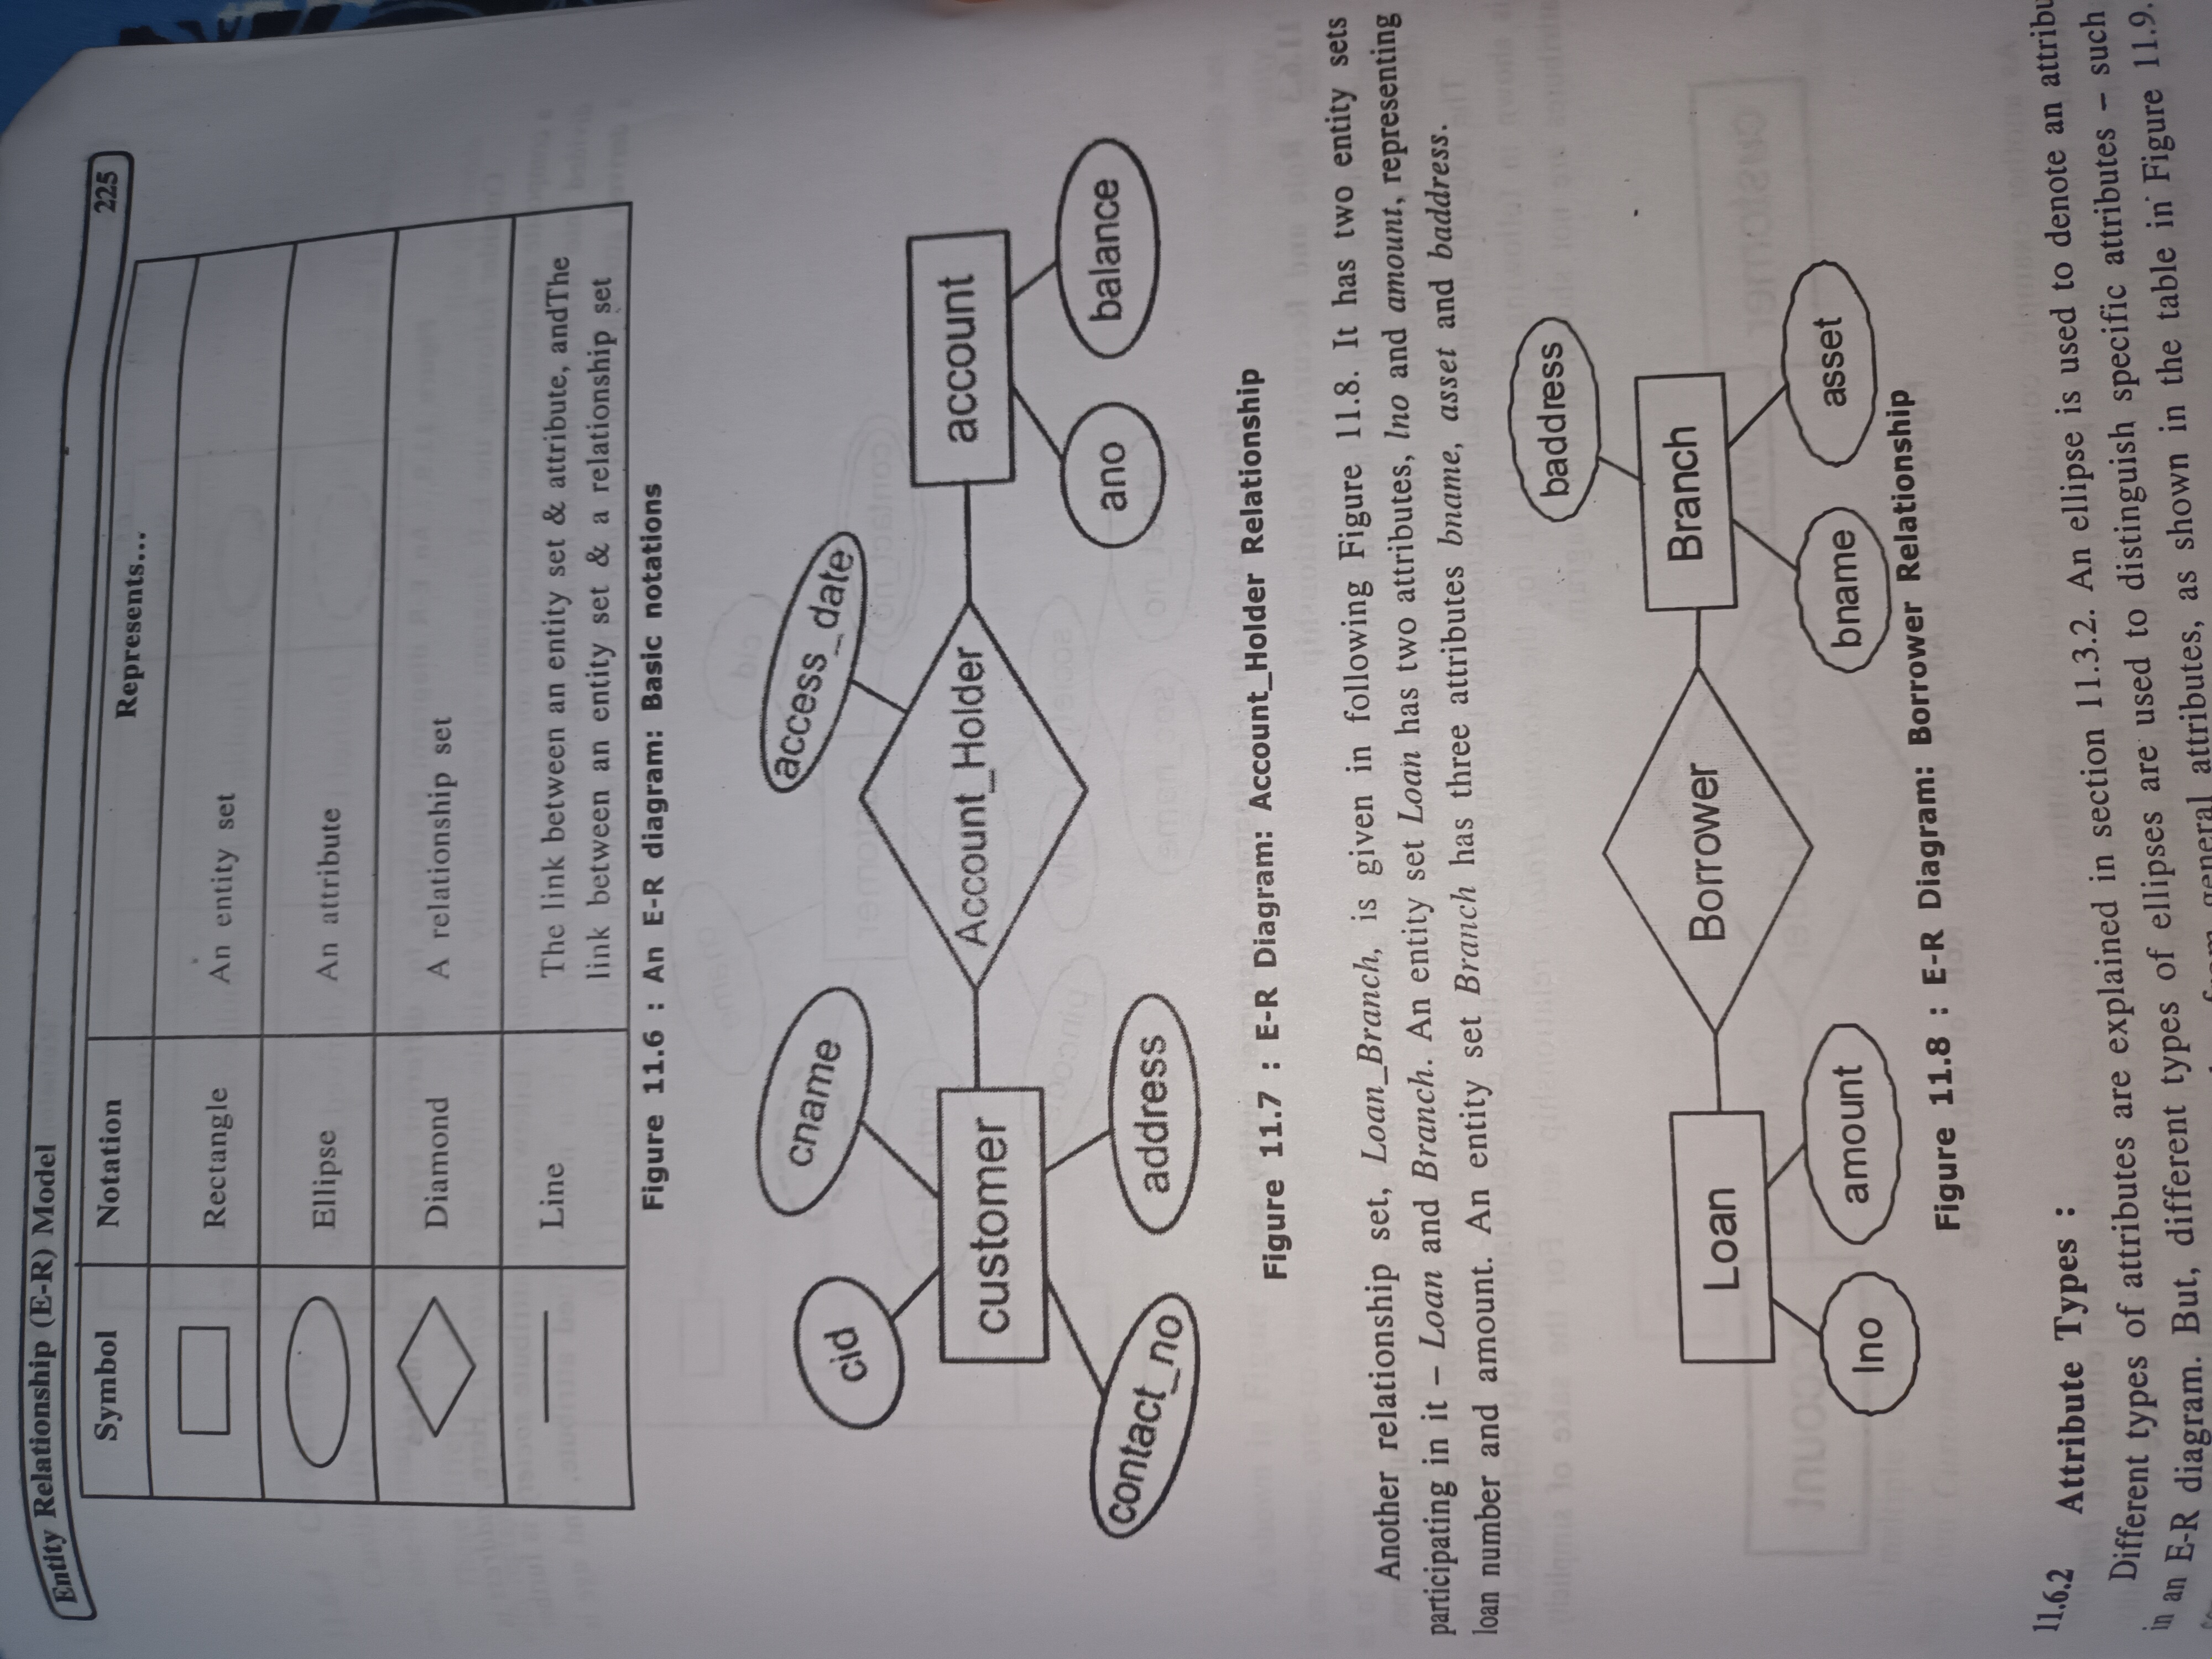 Entity Relationship (E-R) Model
225
Symbol Notation Represents...
Rectangle An entity set
Ellipse An attribute
Diamond A relationship set
Line The link between an entity set & attribute, andThe
link between an entity set & a relationship set
Figure 11.6 : An E-R diagram: Basic notations
cid
cname
access_date
customer
Account_Holder
account
contact_no
address
ano
balance
Figure 11.7 : E-R Diagram: Account_Holder Relationship
Another relationship set, Loan_Branch, is given in following Figure 11.8. It has two entity sets
participating in it – Loan and Branch. An entity set Loan has two attributes, lno and amount, representing
loan number and amount. An entity set Branch has three attributes bname, asset and baddress.
baddress
Loan
Borrower
Branch
lno
amount
bname
asset
Figure 11.8 : E-R Diagram: Borrower Relationship
11.6.2 Attribute Types :
Different types of attributes are explained in section 11.3.2. An ellipse is used to denote an attribu
in an E-R diagram. But, different types of ellipses are used to distinguish specific attributes – such
from general attributes, as shown in the table in Figure 11.9.